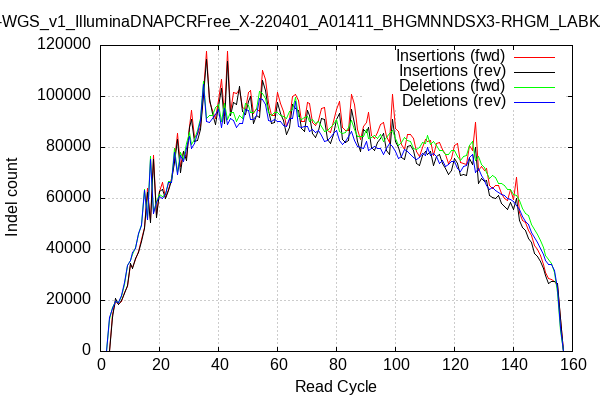 -WGS_v1_IlluminaDNAPCRFree_X-220401_A01411_BHGMNNDSX3-RHGM_LABK
Insertions (fwd)
Insertions (rev)
Deletions (fwd)
Deletions (rev)
120000
100000
80000
60000
40000
20000
0
Indel count
0 20 40 60 80 100 120 140 160
Read Cycle